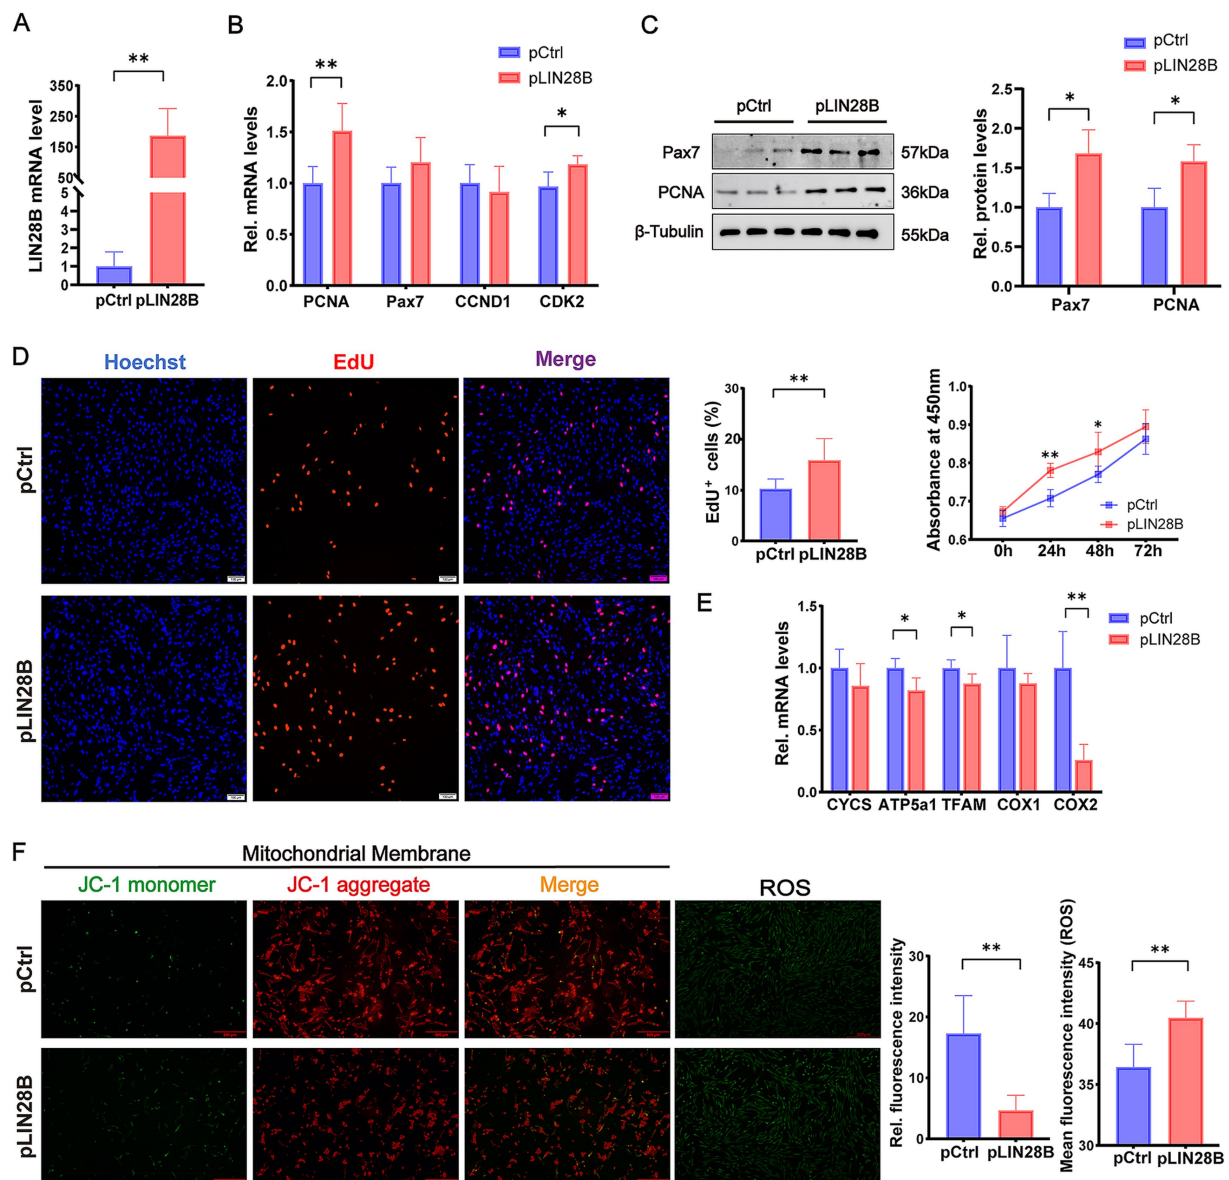 A
LIN28B mRNA level
350
250
150
50
5
4
3
2
1
0
**
pCtrl pLIN28B
B
pCtrl
pLIN28B
Rel. mRNA level
2.0
1.5
1.0
0.5
0.0
**
*
PCNA Pax7 CCND1 CDK2
C
pCtrl pLIN28B
Pax7 57kDa
PCNA 36kDa
β-Tubulin 55kDa
pCtrl
pLIN28B
Rel. protein levels
2.5
2.0
1.5
1.0
0.5
0.0
* *
Pax7 PCNA
D
Hoechst EdU Merge
pCtrl
pLIN28B
EdU+ cells (%)
30
20
10
0
**
pCtrl pLIN28B
Absorbance at 450nm
1.0
0.9
0.8
0.7
0.6
** *
pCtrl
pLIN28B
0h 24h 48h 72h
E
Rel. mRNA levels
1.5
1.0
0.5
0.0
* * **
pCtrl
pLIN28B
CYCS ATP5a1 TFAM COX1 COX2
F
Mitochondrial Membrane
JC-1 monomer JC-1 aggregate Merge ROS
pCtrl
pLIN28B
Rel. fluorescence intensity
30
20
10
0
**
pCtrl pLIN28B
Mean fluorescence intensity (ROS)
45
40
35
30
**
pCtrl pLIN28B